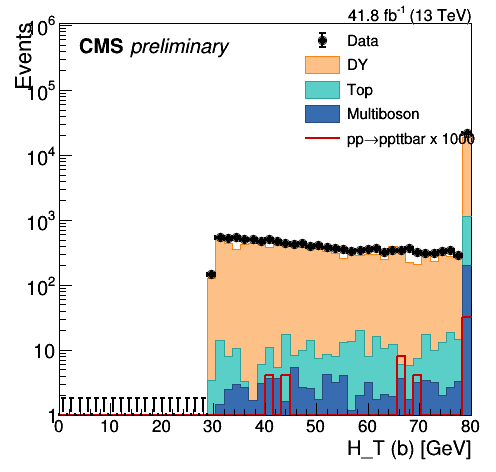 41.8 fb⁻¹ (13 TeV)
CMS preliminary
Data
DY
Top
Multiboson
pp→ppttbar x 1000
Events
10⁶
10⁵
10⁴
10³
10²
10
1
0 10 20 30 40 50 60 70 80
H_T (b) [GeV]